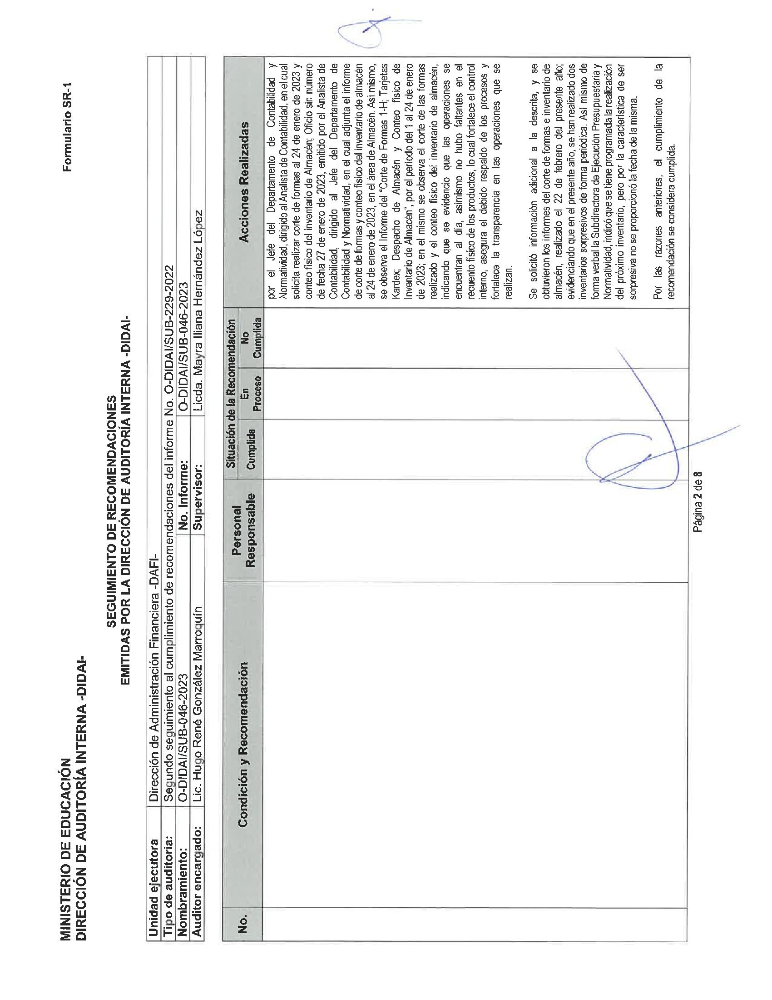 MINISTERIO DE EDUCACIÓN
DIRECCIÓN DE AUDITORÍA INTERNA -DIDAI-
Formulario SR-1
SEGUIMIENTO DE RECOMENDACIONES
EMITIDAS POR LA DIRECCIÓN DE AUDITORÍA INTERNA -DIDAI-
Unidad ejecutora Dirección de Administración Financiera -DAFI-
Tipo de auditoria: Segundo seguimiento al cumplimiento de recomendaciones del informe No. O-DIDAI/SUB-229-2022
Nombramiento: O-DIDAI/SUB-046-2023 No. Informe: O-DIDAI/SUB-046-2023
Auditor encargado: Lic. Hugo René González Marroquín Supervisor: Licda. Mayra Iliana Hernández López
No. Condición y Recomendación Personal Responsable Situación de la Recomendación Acciones Realizadas
Cumplida En Proceso No Cumplida
por el Jefe del Departamento de Contabilidad y
Normatividad, dirigido al Analista de Contabilidad, en el cual
solicita realizar corte de formas al 24 de enero de 2023 y
conteo físico del inventario de Almacén; Oficio sin número
de fecha 27 de enero de 2023, emitido por el Analista de
Contabilidad, dirigido al Jefe del Departamento de
Contabilidad y Normatividad, en el cual adjunta el informe
de corte de formas y conteo físico del inventario de almacén
al 24 de enero de 2023, en el área de Almacén. Así mismo,
se observa el Informe del "Corte de Formas 1-H; Tarjetas
Kardex; Despacho de Almacén y Conteo físico de
Inventario de Almacén", por el período del 1 al 24 de enero
de 2023; en el mismo se observa el corte de las formas
realizado y el conteo físico del inventario de almacén,
indicando que se evidencio que las operaciones se
encuentran al día, asimismo no hubo faltantes en el
recuento físico de los productos, lo cual fortalece el control
interno, asegura el debido respaldo de los procesos y
fortalece la transparencia en las operaciones que se
realizan.
Se solicitó información adicional a la descrita, y se
obtuvieron los informes del corte de formas e inventario de
almacén, realizado el 22 de febrero del presente año;
evidenciando que en el presente año, se han realizado dos
inventarios sorpresivos de forma periódica. Así mismo de
forma verbal la Subdirectora de Ejecución Presupuestaria y
Normatividad, indicó que se tiene programada la realización
del próximo inventario, pero por la característica de ser
sorpresiva no se proporcionó la fecha de la misma.
Por las razones anteriores, el cumplimiento de la
recomendación se considera cumplida.
Página 2 de 8